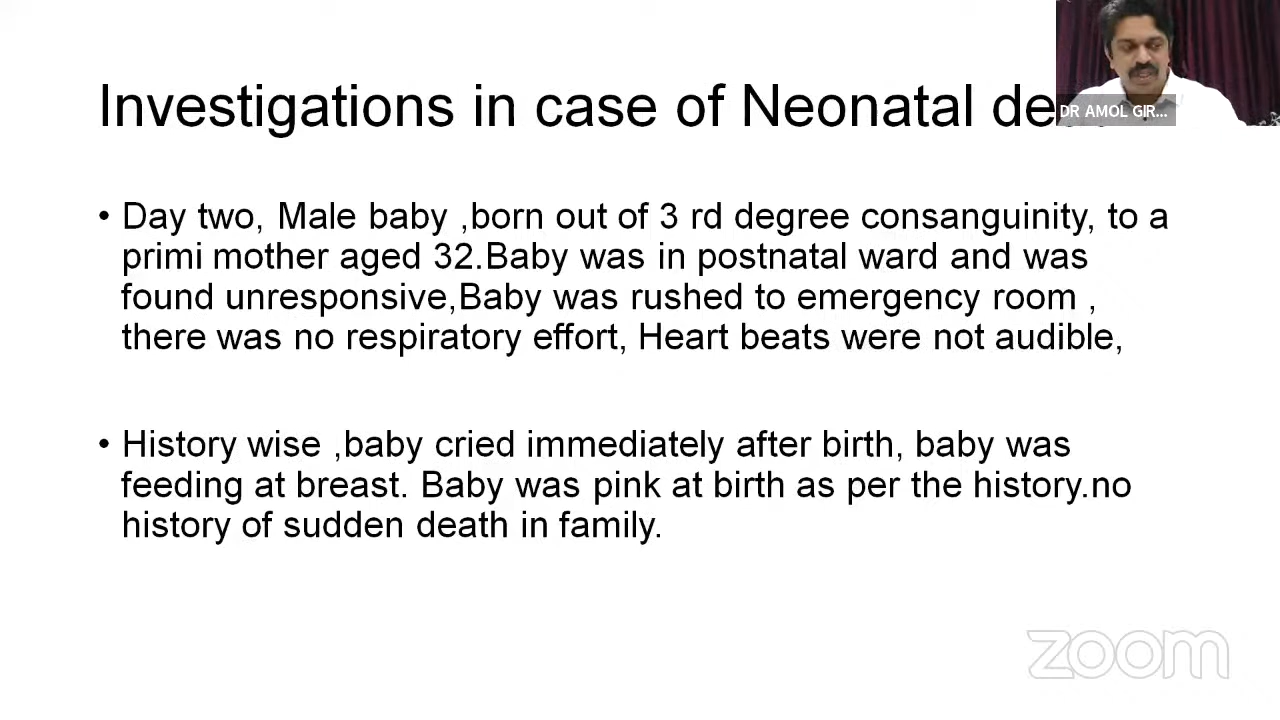 Investigations in case of Neonatal de
DR AMOL GIR...
• Day two, Male baby ,born out of 3 rd degree consanguinity, to a
primi mother aged 32.Baby was in postnatal ward and was
found unresponsive,Baby was rushed to emergency room ,
there was no respiratory effort, Heart beats were not audible,
• History wise ,baby cried immediately after birth, baby was
feeding at breast. Baby was pink at birth as per the history.no
history of sudden death in family.
zoom